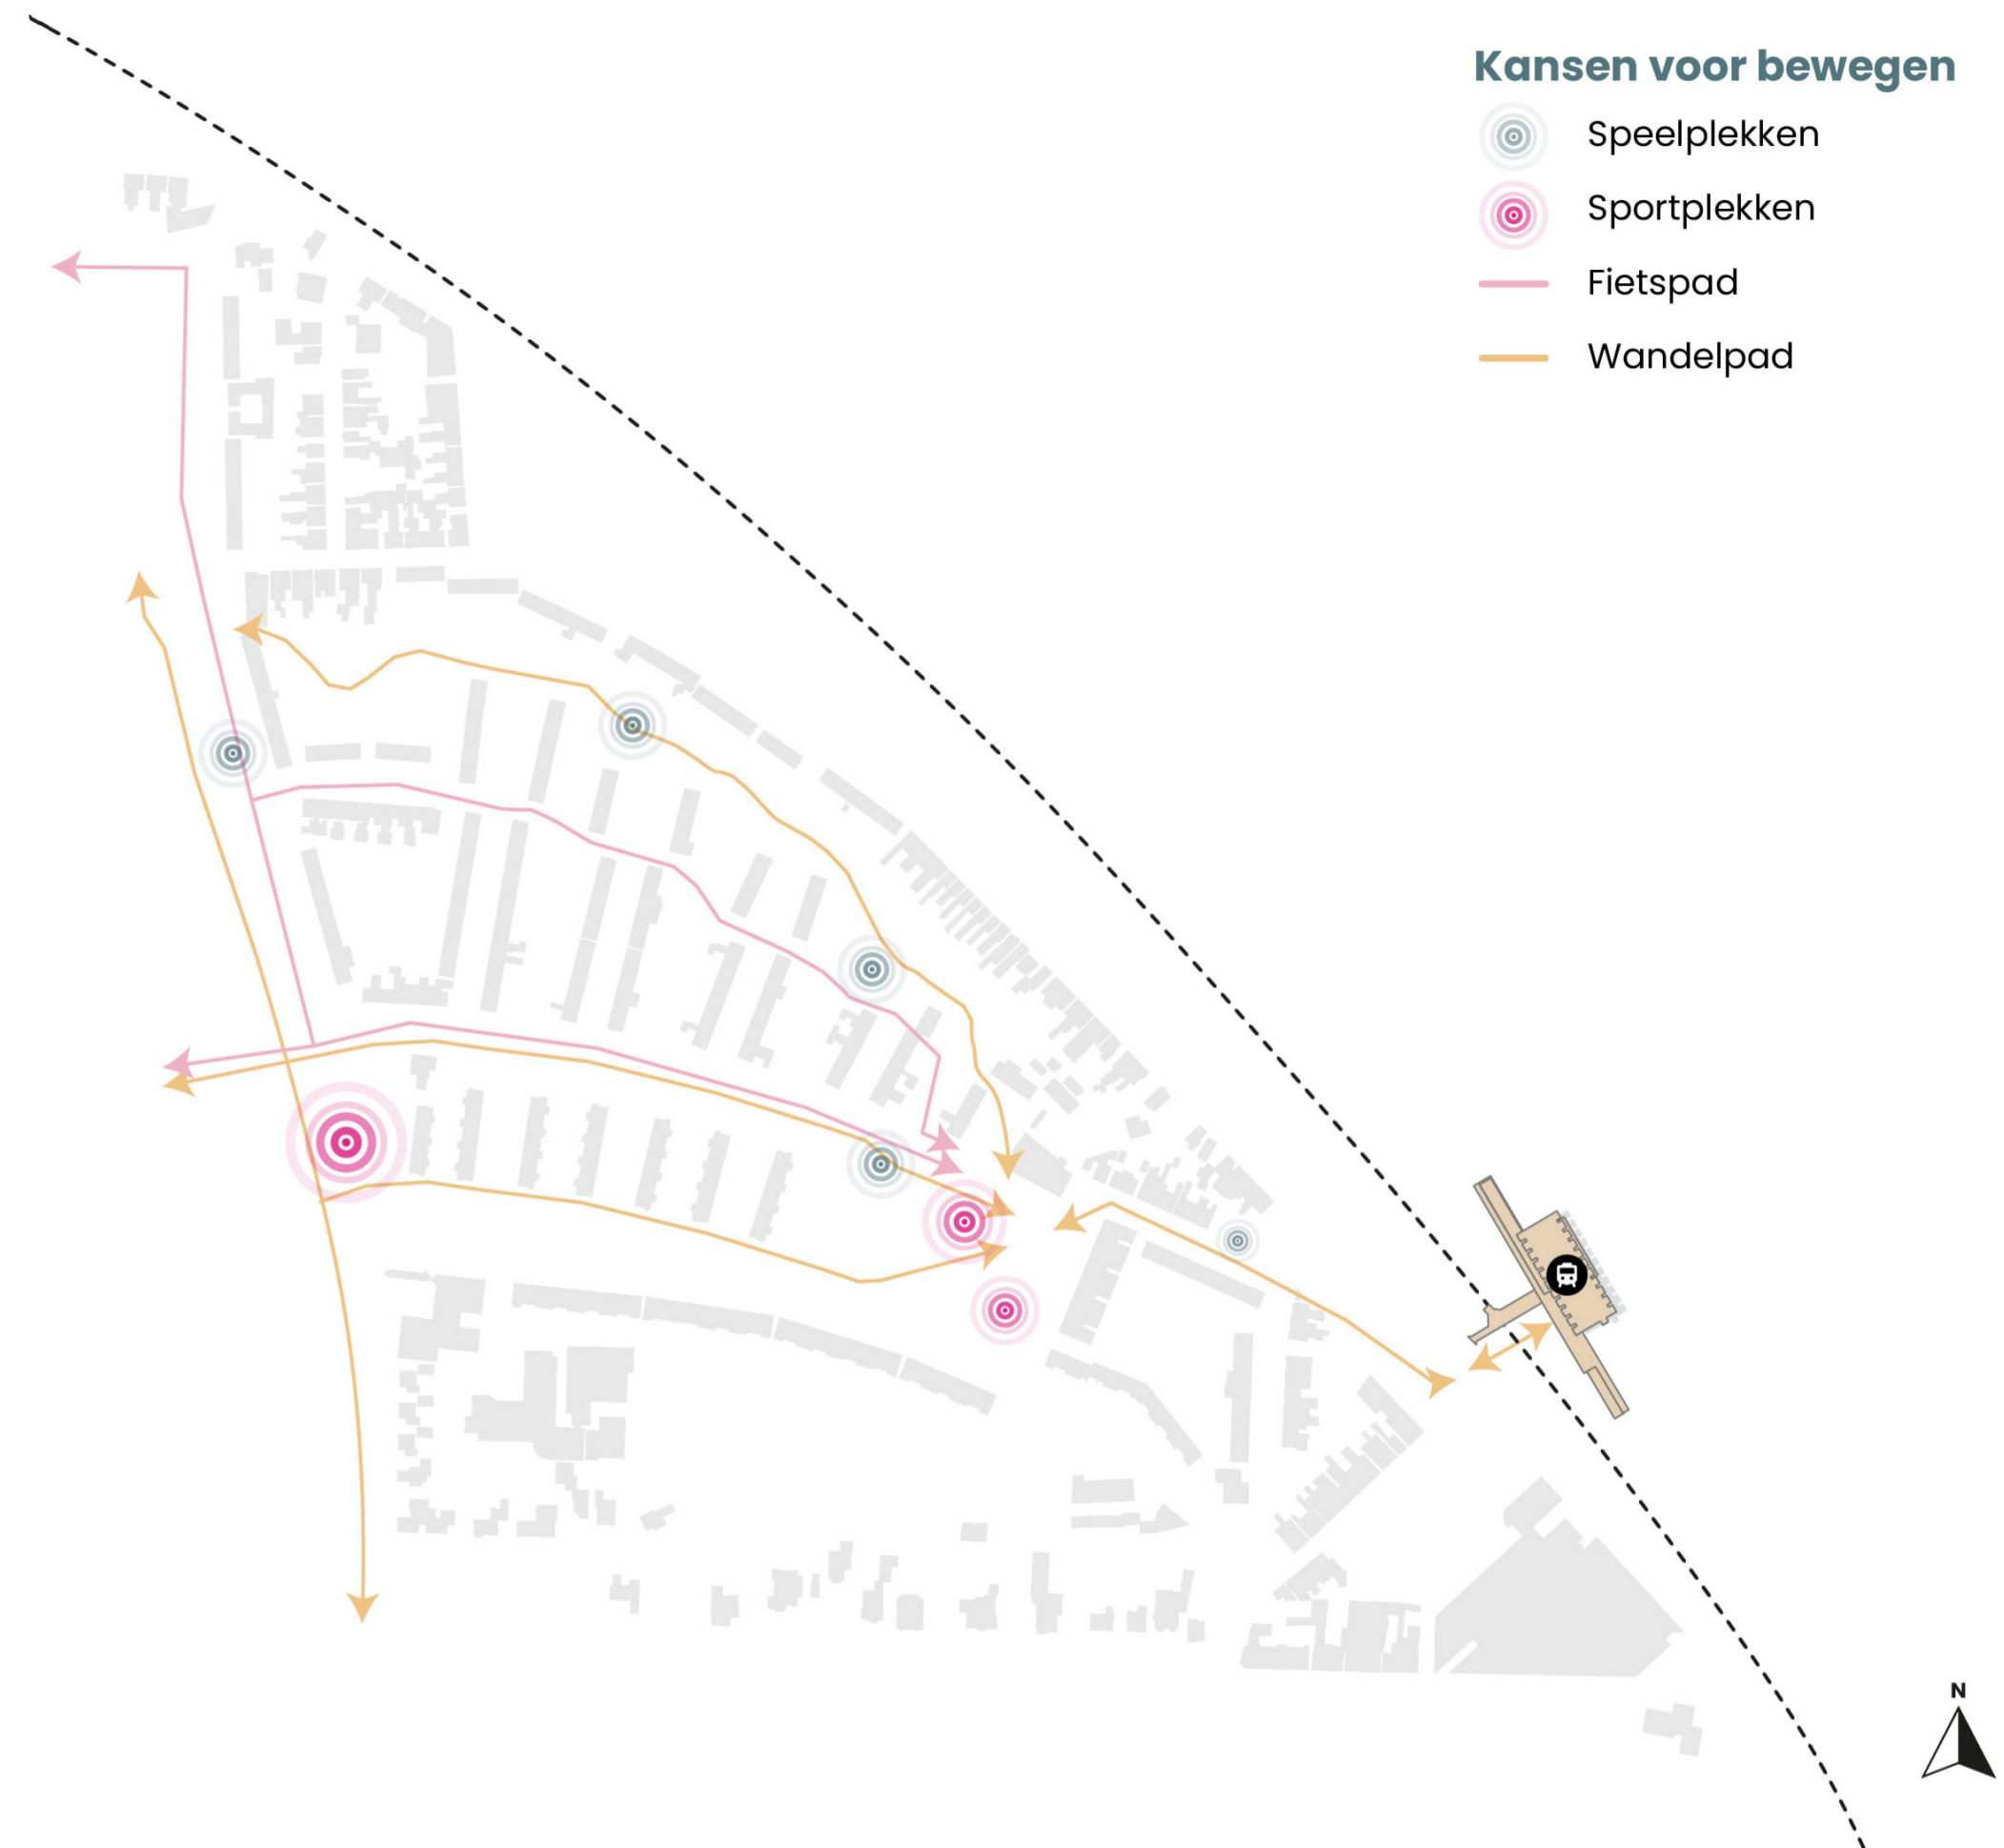 Kansen voor bewegen
Speelplekken
Sportplekken
Fietspad
Wandelpad
N